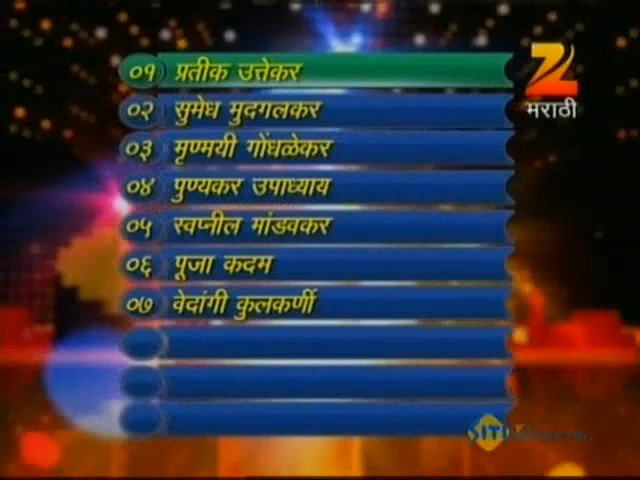 ०१ प्रतीक उत्तेकर
०२ सुमेध मुदगलकर
०३ मृण्मयी गोंधळेकर
०४ पुण्यकर उपाध्याय
०५ स्वप्नील मांडवकर
०६ पूजा कदम
०७ वेदांगी कुलकर्णी
मराठी
SITI